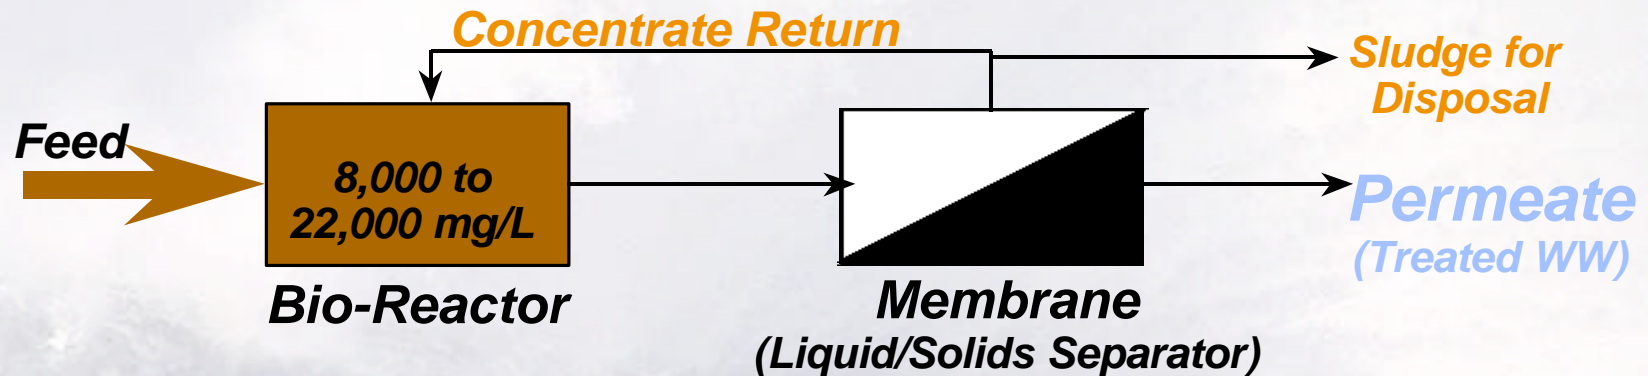 Concentrate Return
Sludge for
Disposal
Feed
8,000 to
22,000 mg/L
Permeate
(Treated WW)
Bio-Reactor
Membrane
(Liquid/Solids Separator)